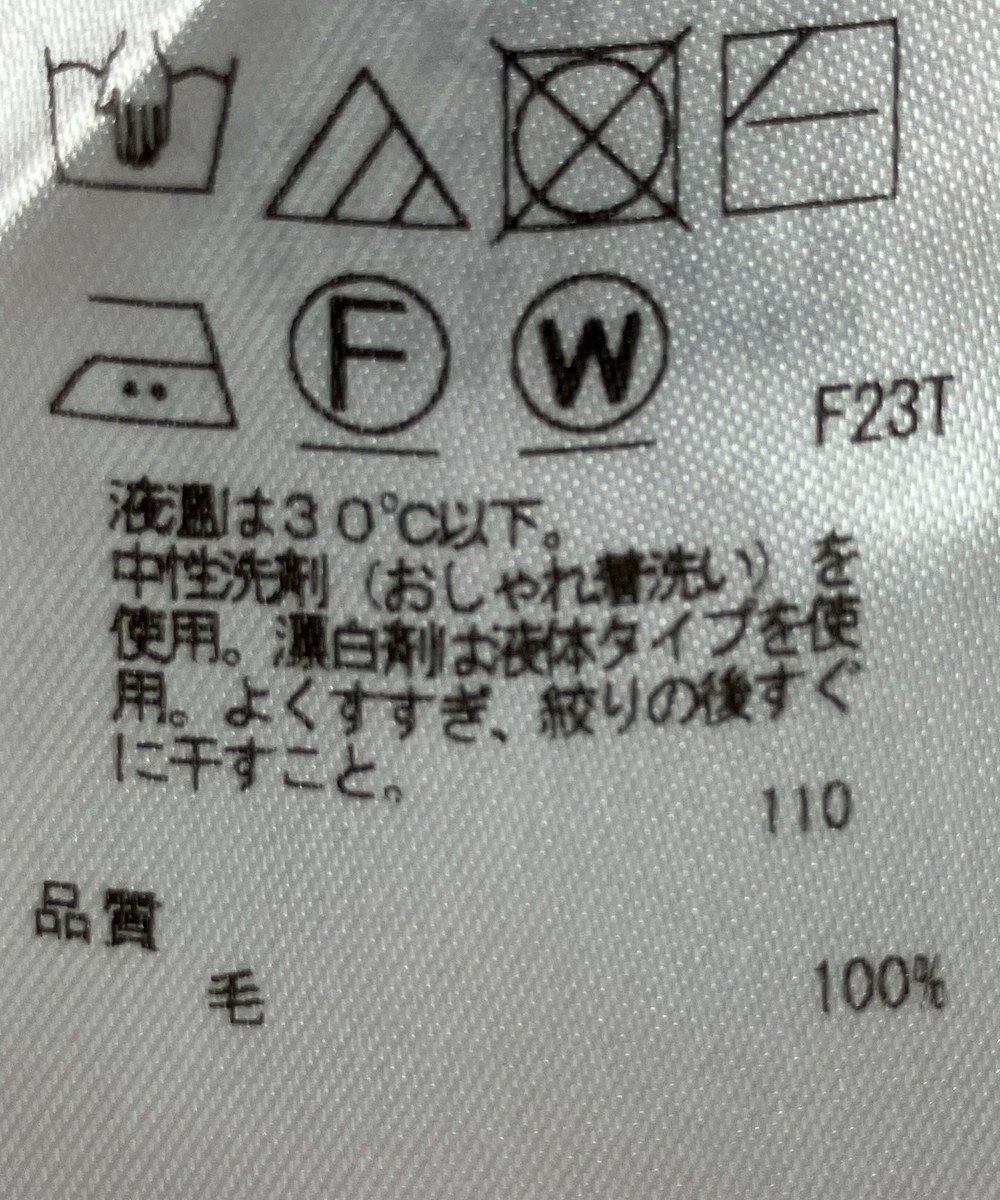 F
W
F23T
液温は30℃以下。
中性洗剤(おしゃれ着洗い)を
使用。漂白剤は液体タイプを使
用。よくすすぎ、絞りの後すぐ
に干すこと。
110
品質
毛 100%